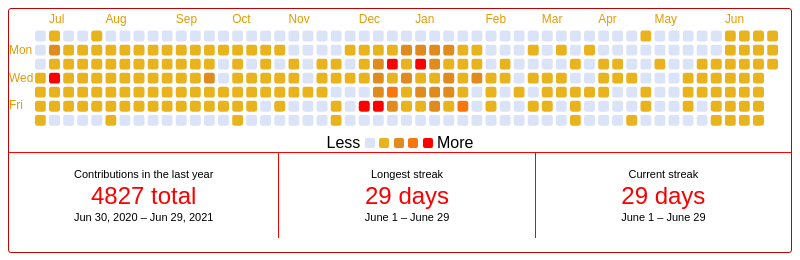 Jul Aug Sep Oct Nov Dec Jan Feb Mar Apr May Jun
Mon
Wed
Fri
Less More
Contributions in the last year
4827 total
Jun 30, 2020 – Jun 29, 2021
Longest streak
29 days
June 1 – June 29
Current streak
29 days
June 1 – June 29